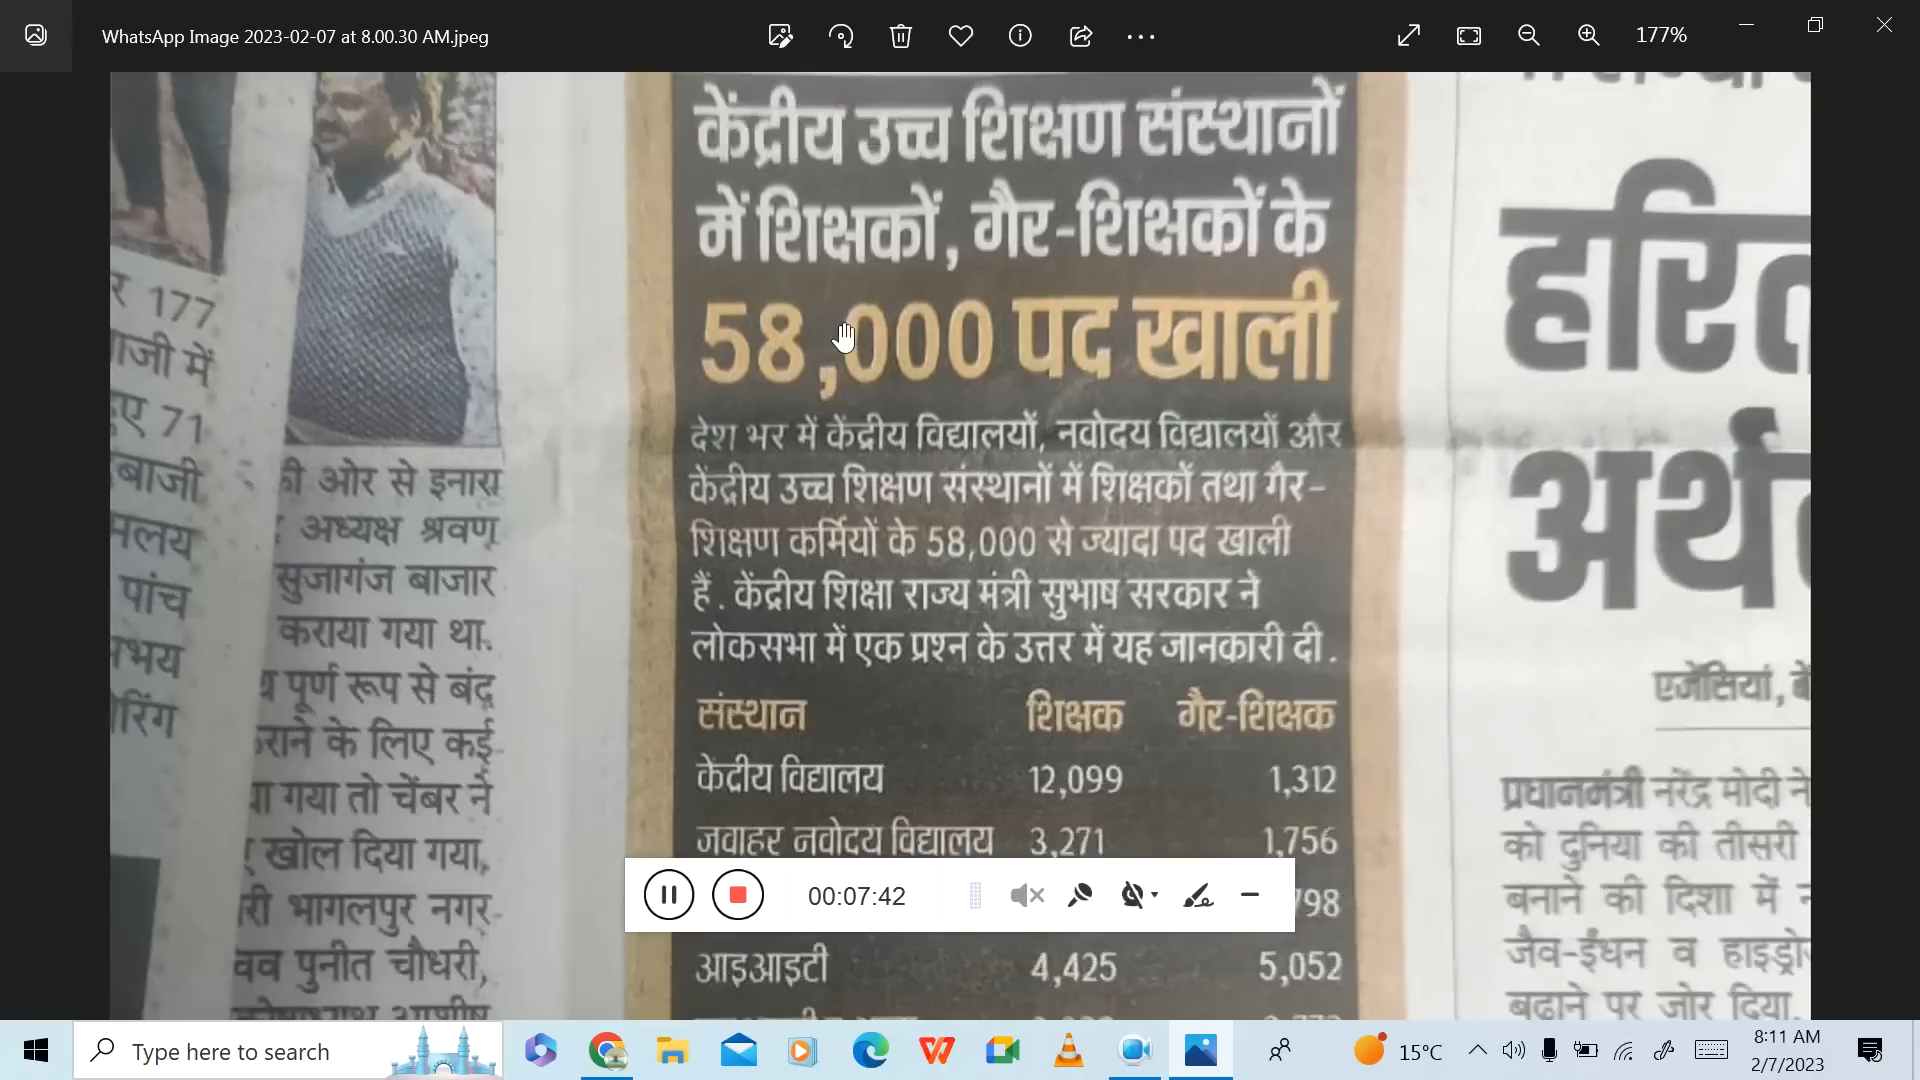 WhatsApp Image 2023-02-07 at 8.00.30 AM.jpeg
177%
177
में
71
ओर से इनारा
अध्यक्ष श्रवण
सुजागंज बाजार
पांच
कराया गया था.
पूर्ण रूप से बंद
के लिए कई
गया तो चेंबर ने
खोल दिया गया,
भागलपुर नगर
पुनीत चौधरी,
केंद्रीय उच्च शिक्षण संस्थानों
में शिक्षकों, गैर-शिक्षकों के
58,000 पद खाली
देश भर में केंद्रीय विद्यालयों, नवोदय विद्यालयों और
केंद्रीय उच्च शिक्षण संस्थानों में शिक्षकों तथा गैर-
शिक्षण कर्मियों के 58,000 से ज्यादा पद खाली
हैं. केंद्रीय शिक्षा राज्य मंत्री सुभाष सरकार ने
लोकसभा में एक प्रश्न के उत्तर में यह जानकारी दी.
संस्थान शिक्षक गैर-शिक्षक
केंद्रीय विद्यालय 12,099 1,312
जवाहर नवोदय विद्यालय 3,271 1,756
798
आइआइटी 4,425 5,052
एजेंसियां,
प्रधानमंत्री नरेंद्र मोदी ने
को दुनिया की तीसरी
बनाने की दिशा में
जैव-ईंधन व
बढ़ाने पर जोर दिया.
00:07:42
Type here to search
15°C
8:11 AM
2/7/2023